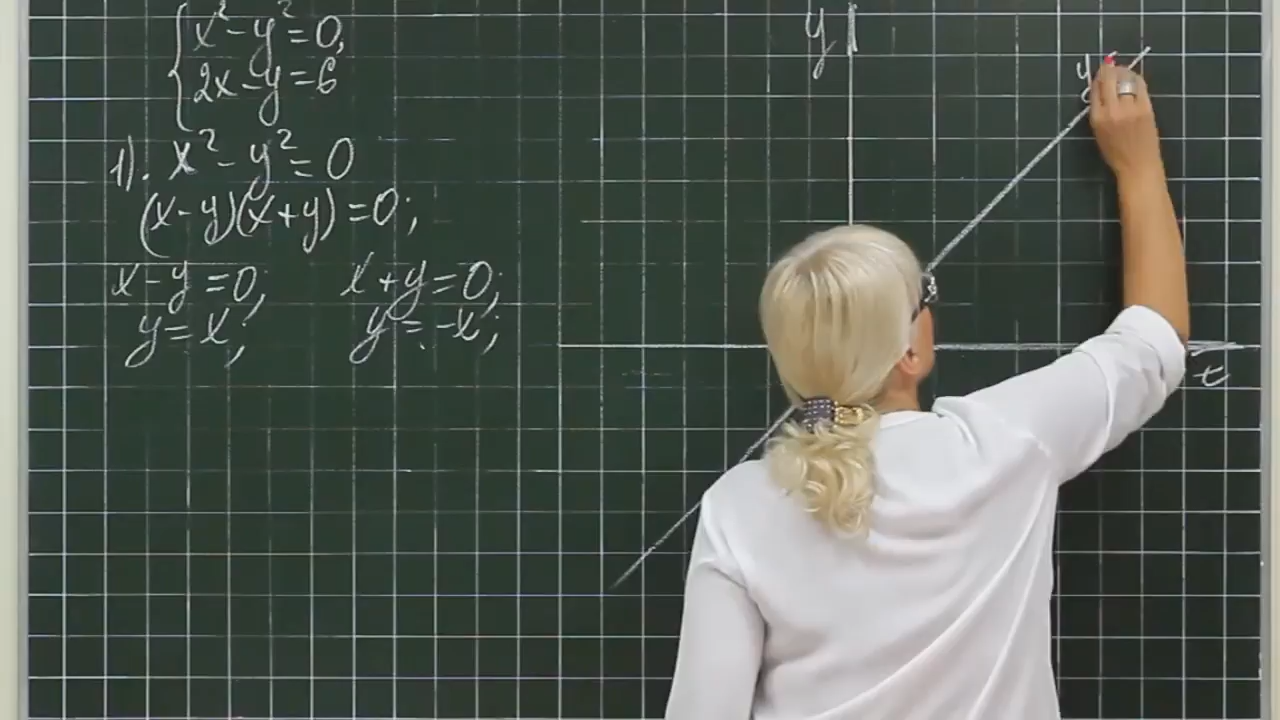 {x²-y²=0,
2x-y=6
1). x²-y²=0
(x-y)(x+y)=0;
x-y=0; x+y=0;
y=x; y=-x;
y
y
x